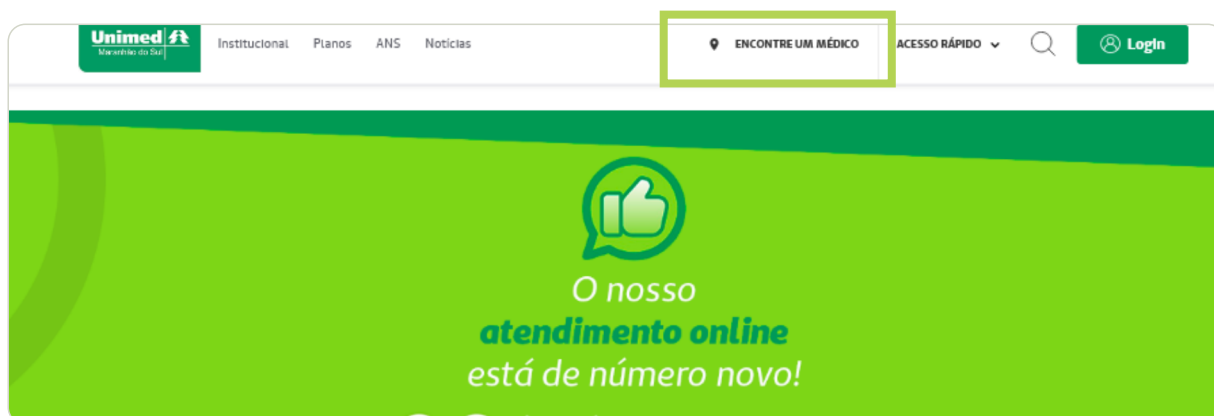 Unimed
Maranhão do Sul
Institucional Planos ANS Notícias ENCONTRE UM MÉDICO ACESSO RÁPIDO Login
O nosso
atendimento online
está de número novo!